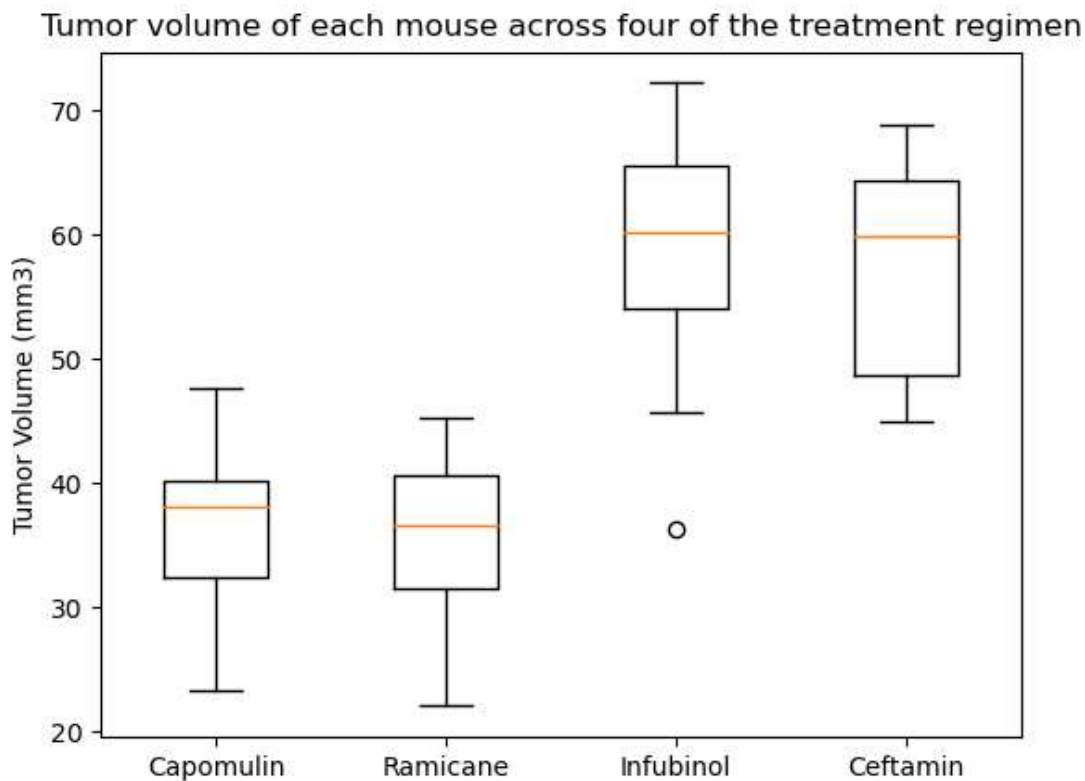 Tumor volume of each mouse across four of the treatment regimen
Tumor Volume (mm3)
70
60
50
40
30
20
Capomulin Ramicane Infubinol Ceftamin